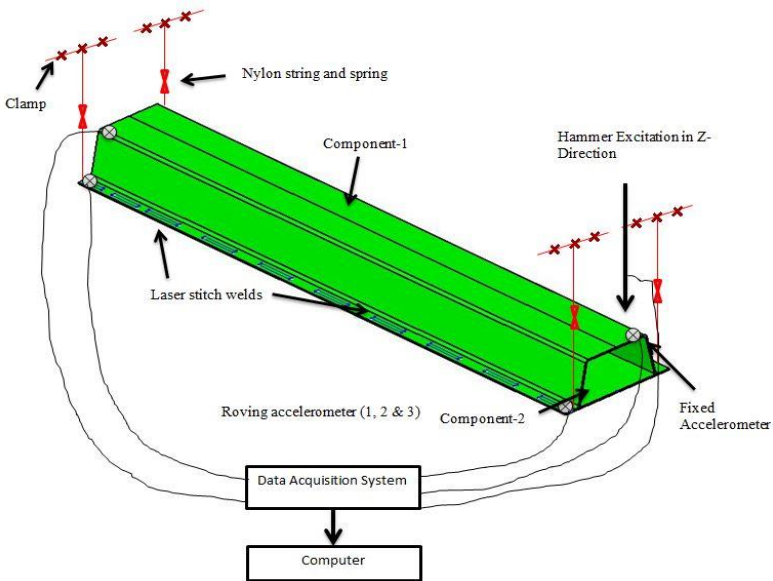 Nylon string and spring
Clamp
Component-1
Hammer Excitation in Z-
Direction
Laser stitch welds
Roving accelerometer (1, 2 & 3)
Component-2
Fixed
Accelerometer
Data Acquisition System
Computer